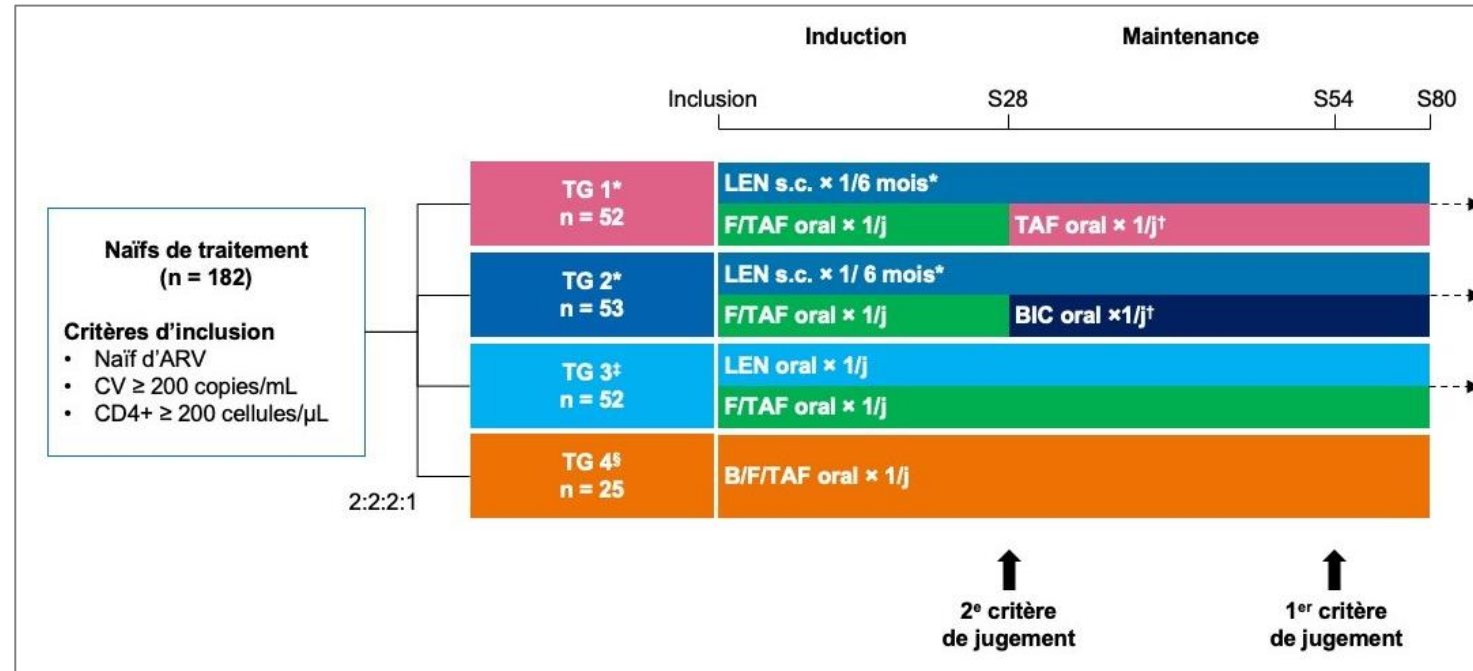 Induction
Maintenance
Inclusion
S28
S54
S80
Naïfs de traitement
(n = 182)
Critères d'inclusion
• Naïf d'ARV
• CV ≥ 200 copies/mL
• CD4+ ≥ 200 cellules/µL
2:2:2:1
TG 1*
n = 52
LEN s.c. × 1/6 mois*
F/TAF oral × 1/j
TAF oral × 1/j†
TG 2*
n = 53
LEN s.c. × 1/ 6 mois*
F/TAF oral × 1/j
BIC oral ×1/j†
TG 3‡
n = 52
LEN oral × 1/j
F/TAF oral × 1/j
TG 4§
n = 25
B/F/TAF oral × 1/j
2e critère
de jugement
1er critère
de jugement